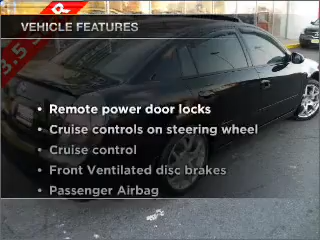 VEHICLE FEATURES
3.5 S
• Remote power door locks
• Cruise controls on steering wheel
• Cruise control
• Front Ventilated disc brakes
• Passenger Airbag